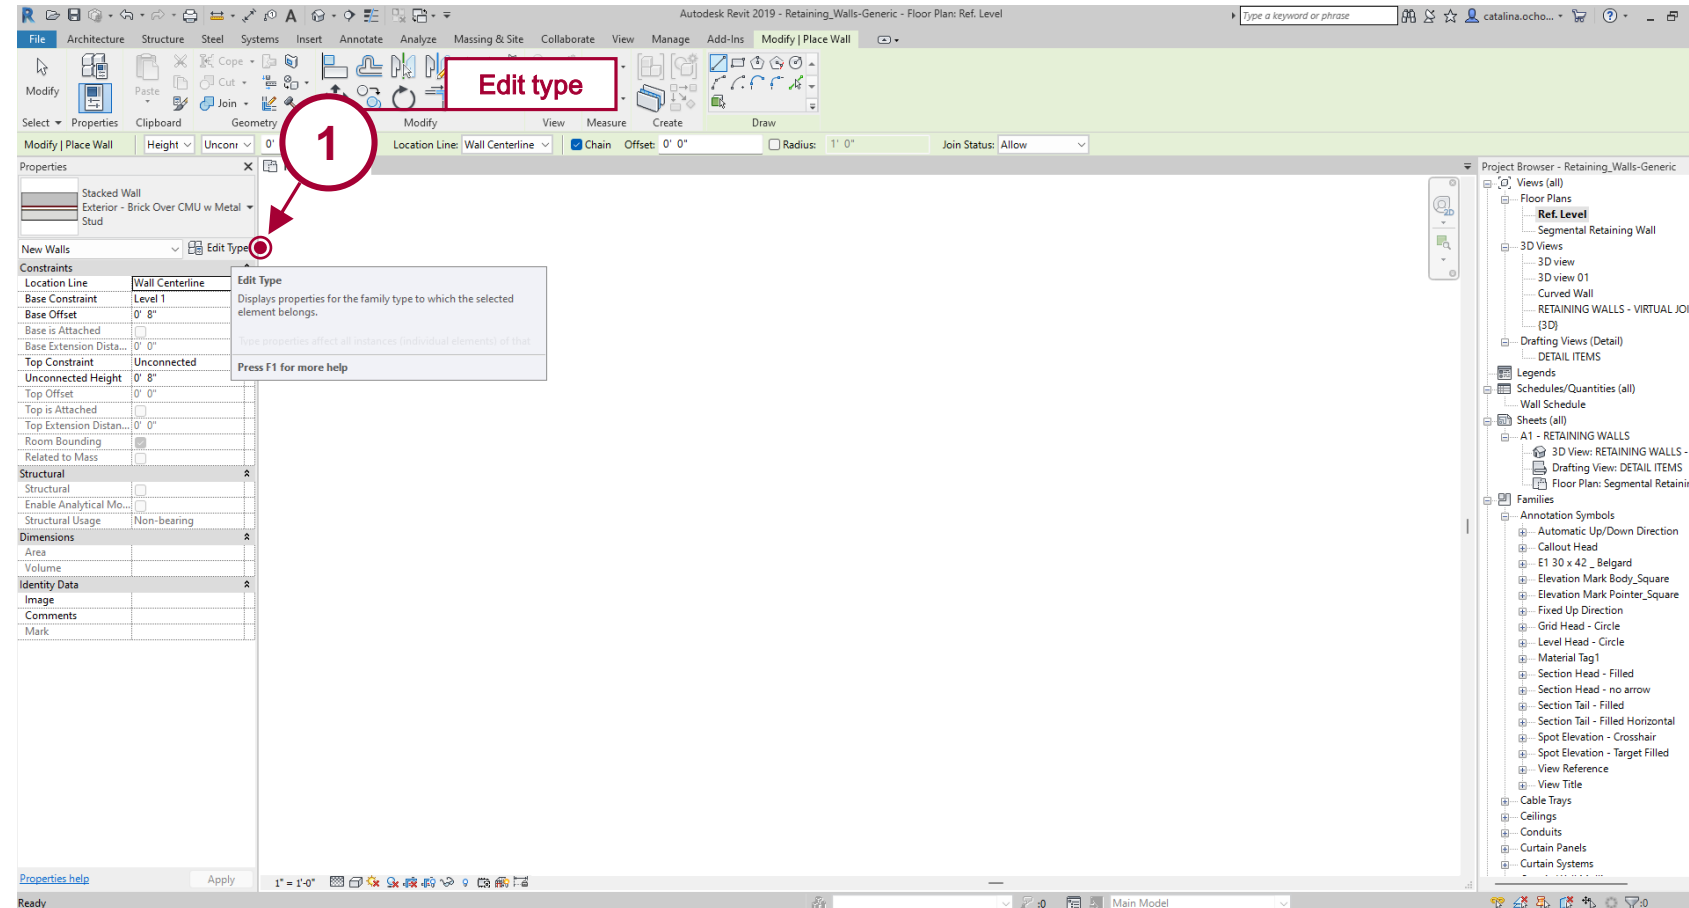 Autodesk Revit 2019 - Retaining_Walls-Generic - Floor Plan: Ref. Level
Type a keyword or phrase
catalina.ocho...
File Architecture Structure Steel Systems Insert Annotate Analyze Massing & Site Collaborate View Manage Add-Ins Modify | Place Wall
Modify
Paste
Cope
Cut
Join
Edit type
1
Select Properties Clipboard Geometry Modify View Measure Create Draw
Modify | Place Wall Height Unconr 0' Location Line: Wall Centerline Chain Offset: 0' 0" Radius: 1' 0" Join Status: Allow
Properties
Stacked Wall
Exterior - Brick Over CMU w Metal
Stud
New Walls Edit Type
Constraints
Location Line Wall Centerline
Base Constraint Level 1
Base Offset 0' 8"
Base is Attached
Base Extension Dista... 0' 0"
Top Constraint Unconnected
Unconnected Height 0' 8"
Top Offset 0' 0"
Top is Attached
Top Extension Distan... 0' 0"
Room Bounding
Related to Mass
Structural
Structural
Enable Analytical Mo...
Structural Usage Non-bearing
Dimensions
Area
Volume
Identity Data
Image
Comments
Mark
Properties help Apply
Edit Type
Displays properties for the family type to which the selected
element belongs.
Type properties affect all instances (individual elements) of that
Press F1 for more help
2D
Project Browser - Retaining_Walls-Generic
Views (all)
Floor Plans
Ref. Level
Segmental Retaining Wall
3D Views
3D view
3D view 01
Curved Wall
RETAINING WALLS - VIRTUAL JOI
{3D}
Drafting Views (Detail)
DETAIL ITEMS
Legends
Schedules/Quantities (all)
Wall Schedule
Sheets (all)
A1 - RETAINING WALLS
3D View: RETAINING WALLS -
Drafting View: DETAIL ITEMS
Floor Plan: Segmental Retainin
Families
Annotation Symbols
Automatic Up/Down Direction
Callout Head
E1 30 x 42 _ Belgard
Elevation Mark Body_Square
Elevation Mark Pointer_Square
Fixed Up Direction
Grid Head - Circle
Level Head - Circle
Material Tag1
Section Head - Filled
Section Head - no arrow
Section Tail - Filled
Section Tail - Filled Horizontal
Spot Elevation - Crosshair
Spot Elevation - Target Filled
View Reference
View Title
Cable Trays
Ceilings
Conduits
Curtain Panels
Curtain Systems
1" = 1'-0"
Ready :0 Main Model :0